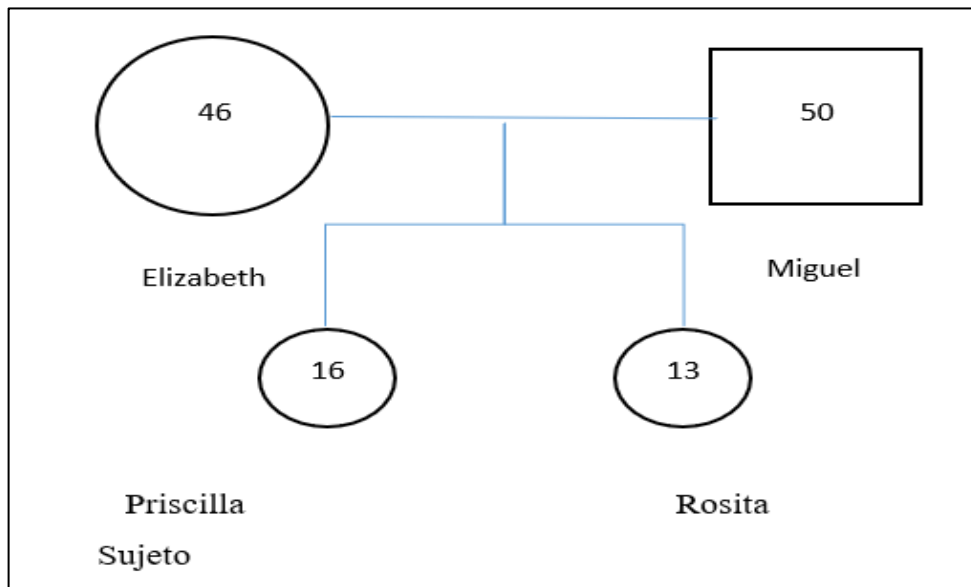 46
50
Elizabeth
Miguel
16
13
Priscilla
Rosita
Sujeto